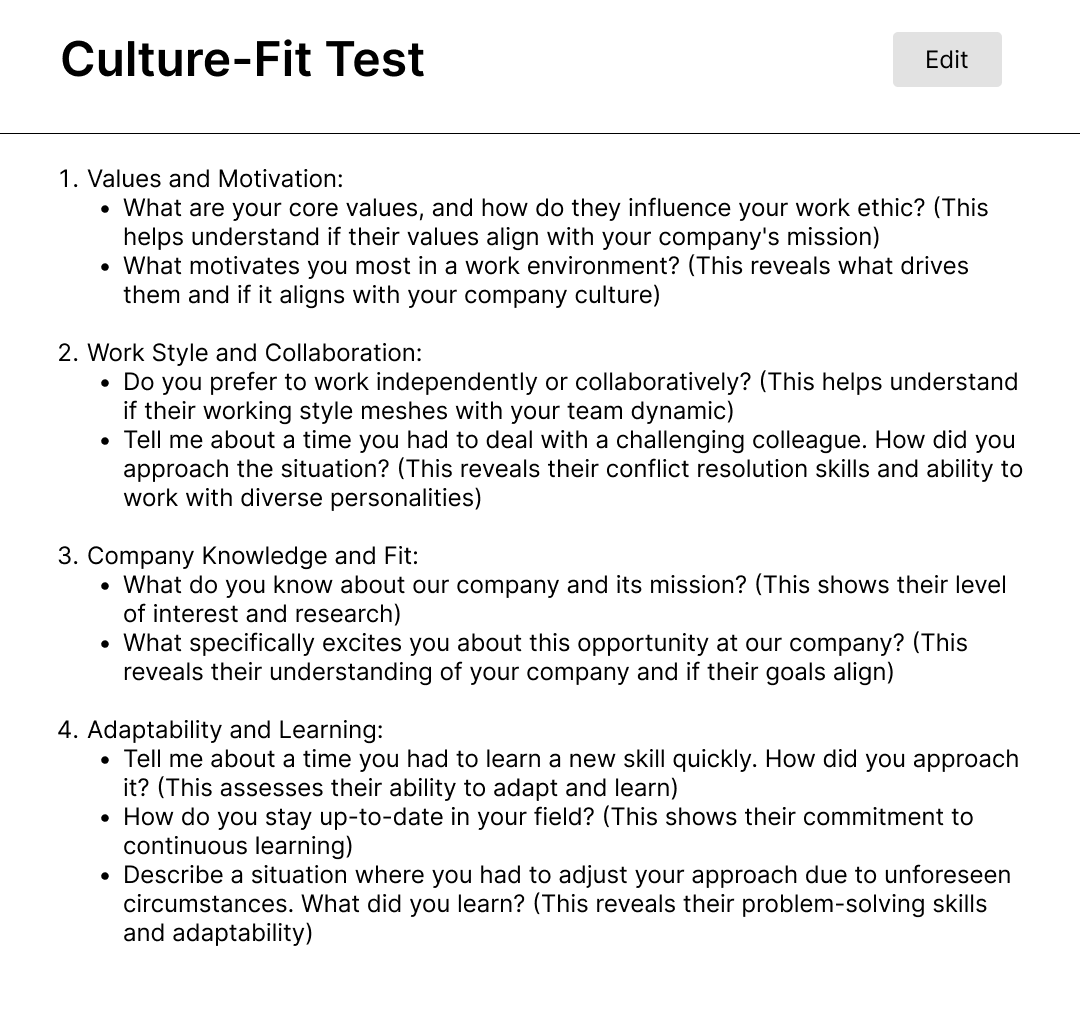 Culture-Fit Test
Edit
1. Values and Motivation:
• What are your core values, and how do they influence your work ethic? (This
helps understand if their values align with your company's mission)
• What motivates you most in a work environment? (This reveals what drives
them and if it aligns with your company culture)
2. Work Style and Collaboration:
• Do you prefer to work independently or collaboratively? (This helps understand
if their working style meshes with your team dynamic)
• Tell me about a time you had to deal with a challenging colleague. How did you
approach the situation? (This reveals their conflict resolution skills and ability to
work with diverse personalities)
3. Company Knowledge and Fit:
• What do you know about our company and its mission? (This shows their level
of interest and research)
• What specifically excites you about this opportunity at our company? (This
reveals their understanding of your company and if their goals align)
4. Adaptability and Learning:
• Tell me about a time you had to learn a new skill quickly. How did you approach
it? (This assesses their ability to adapt and learn)
• How do you stay up-to-date in your field? (This shows their commitment to
continuous learning)
• Describe a situation where you had to adjust your approach due to unforeseen
circumstances. What did you learn? (This reveals their problem-solving skills
and adaptability)